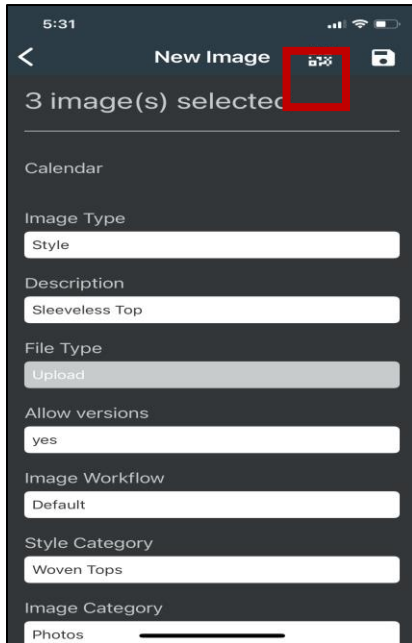 5:31
New Image
3 image(s) selected
Calendar
Image Type
Style
Description
Sleeveless Top
File Type
Upload
Allow versions
yes
Image Workflow
Default
Style Category
Woven Tops
Image Category
Photos